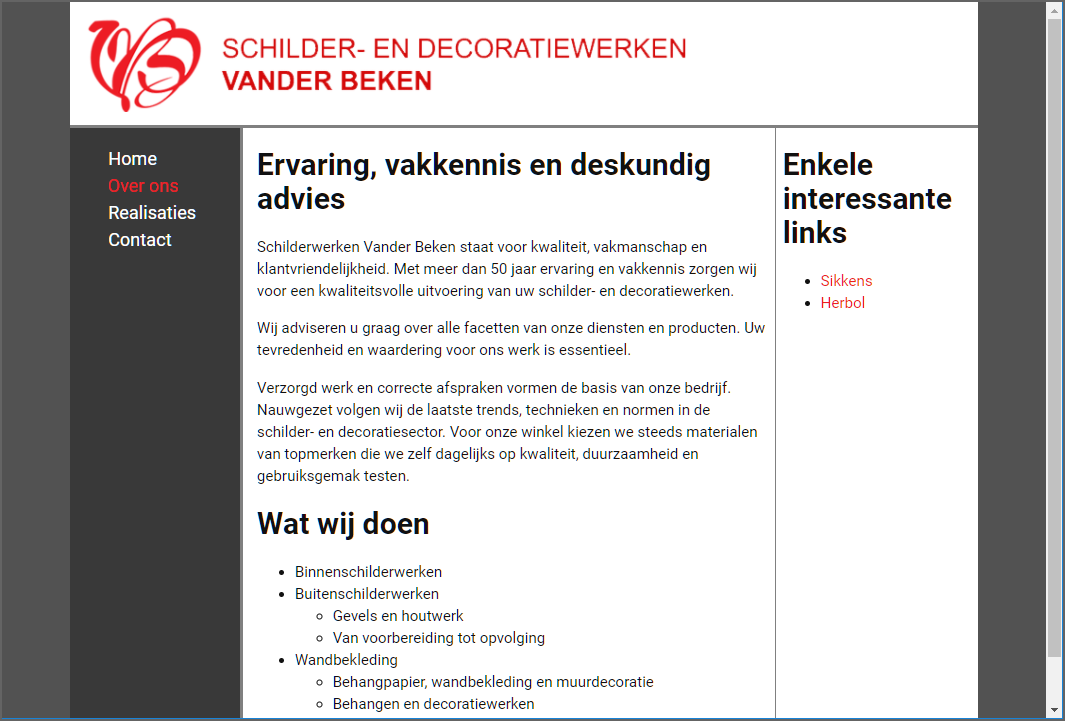 VB
SCHILDER- EN DECORATIEWERKEN
VANDER BEKEN
Home
Over ons
Realisaties
Contact
Ervaring, vakkennis en deskundig
advies
Schilderwerken Vander Beken staat voor kwaliteit, vakmanschap en
klantvriendelijkheid. Met meer dan 50 jaar ervaring en vakkennis zorgen wij
voor een kwaliteitsvolle uitvoering van uw schilder- en decoratiewerken.
Wij adviseren u graag over alle facetten van onze diensten en producten. Uw
tevredenheid en waardering voor ons werk is essentieel.
Verzorgd werk en correcte afspraken vormen de basis van onze bedrijf.
Nauwgezet volgen wij de laatste trends, technieken en normen in de
schilder- en decoratiesector. Voor onze winkel kiezen we steeds materialen
van topmerken die we zelf dagelijks op kwaliteit, duurzaamheid en
gebruiksgemak testen.
Wat wij doen
Binnenschilderwerken
Buitenschilderwerken
Gevels en houtwerk
Van voorbereiding tot opvolging
Wandbekleding
Behangpapier, wandbekleding en muurdecoratie
Behangen en decoratiewerken
Enkele
interessante
links
Sikkens
Herbol